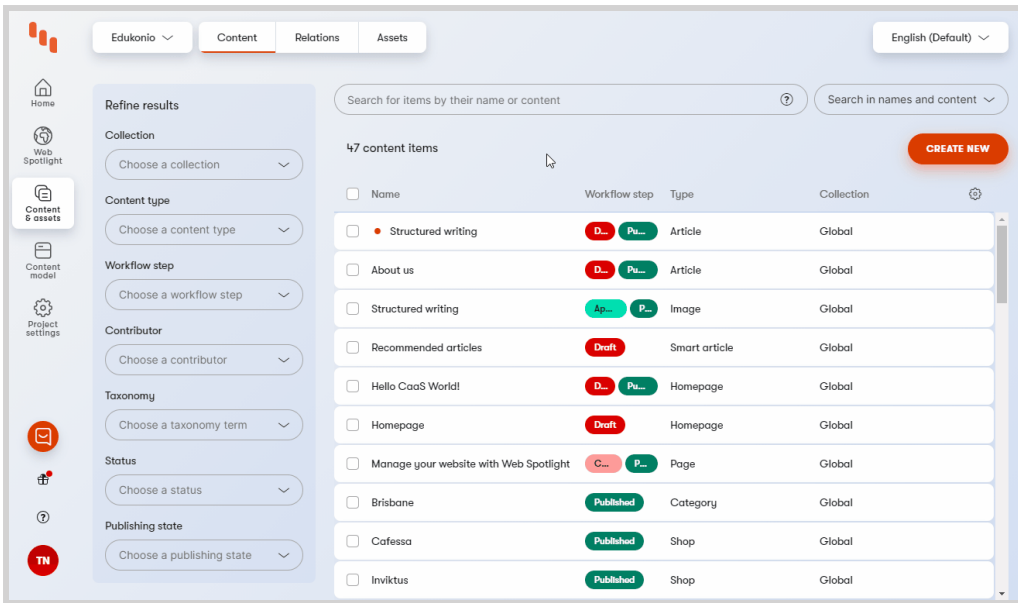 Edukonio
Content
Relations
Assets
English (Default)
Home
Web
Spotlight
Content
& assets
Content
model
Project
settings
TN
Refine results
Collection
Choose a collection
Content type
Choose a content type
Workflow step
Choose a workflow step
Contributor
Choose a contributor
Taxonomy
Choose a taxonomy term
Status
Choose a status
Publishing state
Choose a publishing state
Search for items by their name or content
Search in names and content
47 content items
CREATE NEW
Name Workflow step Type Collection
Structured writing D... Pu... Article Global
About us D... Pu... Article Global
Structured writing Ap... P... Image Global
Recommended articles Draft Smart article Global
Hello CaaS World! D... Pu... Homepage Global
Homepage Draft Homepage Global
Manage your website with Web Spotlight C... P... Page Global
Brisbane Published Category Global
Cafessa Published Shop Global
Inviktus Published Shop Global